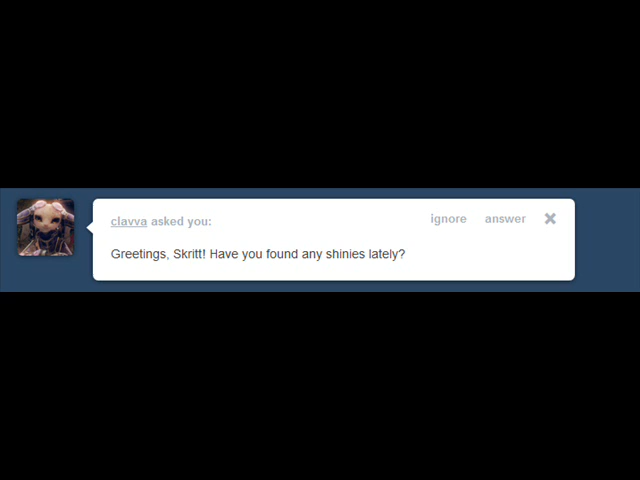 clavva asked you: ignore answer ✖
Greetings, Skritt! Have you found any shinies lately?